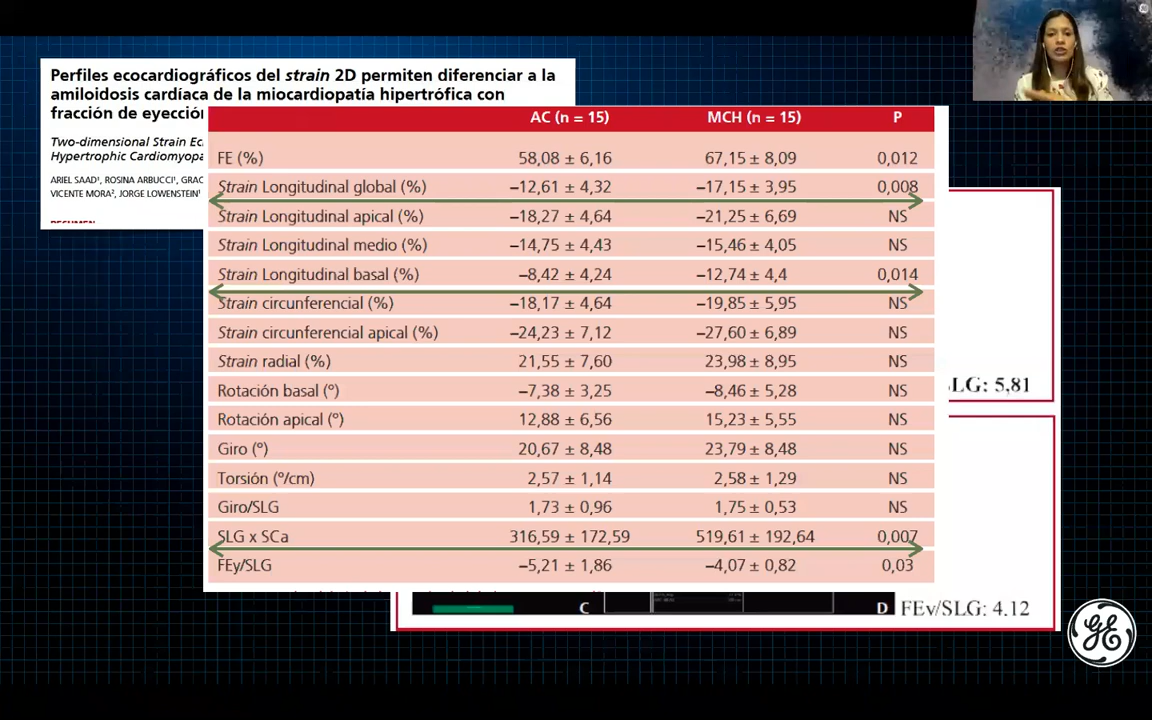 Perfiles ecocardiográficos del strain 2D permiten diferenciar a la
amiloidosis cardíaca de la miocardiopatía hipertrófica con
fracción de
Two-dimensional Strain
Hypertrophic
ARIEL SAAD¹, ROSINA ARBUCCI¹,
VICENTE MORA², JORGE LOWENSTEIN¹
RESUMEN
AC (n = 15) MCH (n = 15) P
FE (%) 58,08 ± 6,16 67,15 ± 8,09 0,012
Strain Longitudinal global (%) –12,61 ± 4,32 –17,15 ± 3,95 0,008
Strain Longitudinal apical (%) –18,27 ± 4,64 –21,25 ± 6,69 NS
Strain Longitudinal medio (%) –14,75 ± 4,43 –15,46 ± 4,05 NS
Strain Longitudinal basal (%) –8,42 ± 4,24 –12,74 ± 4,4 0,014
Strain circunferencial (%) –18,17 ± 4,64 –19,85 ± 5,95 NS
Strain circunferencial apical (%) –24,23 ± 7,12 –27,60 ± 6,89 NS
Strain radial (%) 21,55 ± 7,60 23,98 ± 8,95 NS
Rotación basal (º) –7,38 ± 3,25 –8,46 ± 5,28 NS
Rotación apical (º) 12,88 ± 6,56 15,23 ± 5,55 NS
Giro (º) 20,67 ± 8,48 23,79 ± 8,48 NS
Torsión (º/cm) 2,57 ± 1,14 2,58 ± 1,29 NS
Giro/SLG 1,73 ± 0,96 1,75 ± 0,53 NS
SLG x SCa 316,59 ± 172,59 519,61 ± 192,64 0,007
FEy/SLG –5,21 ± 1,86 –4,07 ± 0,82 0,03
LG: 5,81
C D FEy/SLG: 4.12
GE